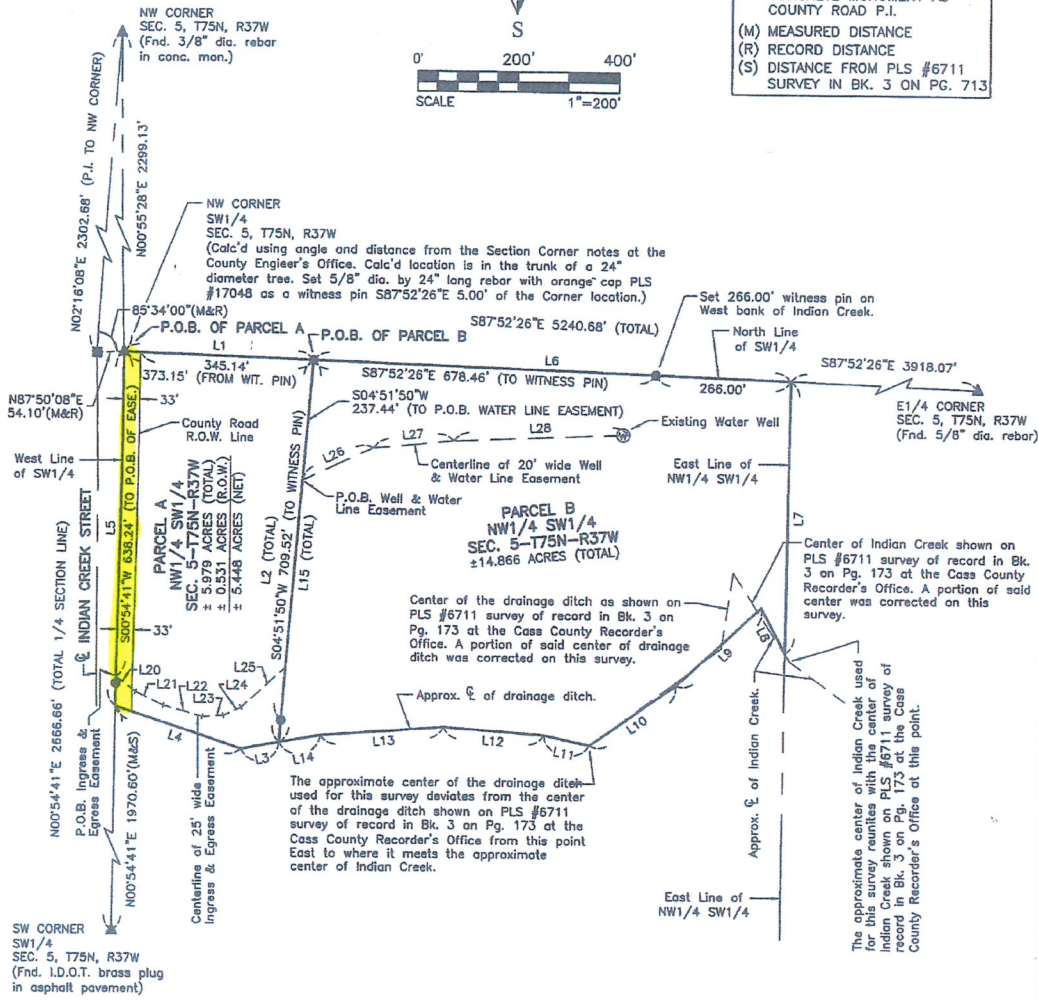 NW CORNER
SEC. 5, T75N, R37W
(Fnd. 3/8" dia. rebar
in conc. mon.)
S
0' 200' 400'
SCALE 1"=200'
COUNTY ROAD P.I.
(M) MEASURED DISTANCE
(R) RECORD DISTANCE
(S) DISTANCE FROM PLS #6711
SURVEY IN BK. 3 ON PG. 713
N02°16'08"E 2302.68' (P.I. TO NW CORNER)
N00°55'28"E 2299.13'
NW CORNER
SW1/4
SEC. 5, T75N, R37W
(Calc'd using angle and distance from the Section Corner notes at the
County Engieer's Office. Calc'd location is in the trunk of a 24"
diameter tree. Set 5/8" dia. by 24" long rebar with orange cap PLS
#17048 as a witness pin S87°52'26"E 5.00' of the Corner location.)
85°34'00"(M&R)
P.O.B. OF PARCEL A
P.O.B. OF PARCEL B
S87°52'26"E 5240.68' (TOTAL)
Set 266.00' witness pin on
West bank of Indian Creek.
North Line
of SW1/4
S87°52'26"E 3918.07'
L1
345.14'
373.15' (FROM WIT. PIN)
L6
S87°52'26"E 678.46' (TO WITNESS PIN)
266.00'
E1/4 CORNER
SEC. 5, T75N, R37W
(Fnd. 5/8" dia. rebar)
N87°50'08"E
54.10'(M&R)
33'
County Road
R.O.W. Line
West Line
of SW1/4
S04°51'50"W
237.44' (TO P.O.B. WATER LINE EASEMENT)
L26
L27
L28
W
Existing Water Well
Centerline of 20' wide Well
& Water Line Easement
P.O.B. Well & Water
Line Easement
East Line of
NW1/4 SW1/4
L7
PARCEL B
NW1/4 SW1/4
SEC. 5-T75N-R37W
±14.866 ACRES (TOTAL)
PARCEL A
NW1/4 SW1/4
SEC. 5-T75N-R37W
± 5.979 ACRES (TOTAL)
± 0.531 ACRES (R.O.W.)
± 5.448 ACRES (NET)
L5
S00°54'41"W 638.24' (TO P.O.B. OF EASE.)
33'
L2 (TOTAL)
S04°51'50"W 709.52' (TO WITNESS PIN)
L15 (TOTAL)
℄ INDIAN CREEK STREET
N00°54'41"E 2666.66' (TOTAL 1/4 SECTION LINE)
P.O.B. Ingress &
Egress Easement
N00°54'41"E 1970.60'(M&S)
Center of Indian Creek shown on
PLS #6711 survey of record in Bk.
3 on Pg. 173 at the Cass County
Recorder's Office. A portion of said
center was corrected on this
survey.
Center of the drainage ditch as shown on
PLS #6711 survey of record in Bk. 3 on
Pg. 173 at the Cass County Recorder's
Office. A portion of said center of drainage
ditch was corrected on this survey.
L8
L9
L10
L11
L12
L13
L14
L3
L4
L20
L21
L22
L23
L24
L25
Approx. ℄ of drainage ditch.
Centerline of 25' wide
Ingress & Egress Easement
The approximate center of the drainage ditch
used for this survey deviates from the center
of the drainage ditch shown on PLS #6711
survey of record in Bk. 3 on Pg. 173 at the
Cass County Recorder's Office from this point
East to where it meets the approximate
center of Indian Creek.
Approx. ℄ of Indian Creek.
East Line of
NW1/4 SW1/4
The approximate center of Indian Creek used
for this survey reunites with the center of
Indian Creek shown on PLS #6711 survey of
record in Bk. 3 on Pg. 173 at the Cass
County Recorder's Office at this point.
SW CORNER
SW1/4
SEC. 5, T75N, R37W
(Fnd. I.D.O.T. brass plug
in asphalt pavement)